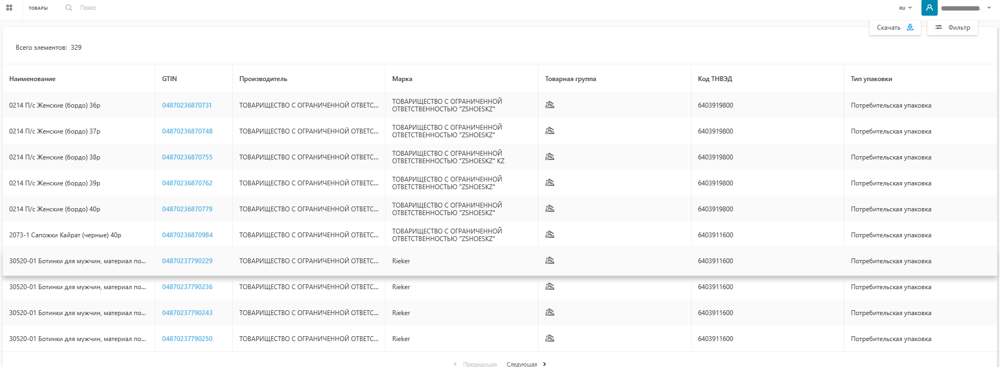 ТОВАРЫ Поиск RU
Скачать Фильтр
Всего элементов: 329
Наименование GTIN Производитель Марка Товарная группа Код ТНВЭД Тип упаковки
0214 П/с Женские (бордо) 36р 04870236870731 ТОВАРИЩЕСТВО С ОГРАНИЧЕННОЙ ОТВЕТС... ТОВАРИЩЕСТВО С ОГРАНИЧЕННОЙ
ОТВЕТСТВЕННОСТЬЮ "ZSHOESKZ" 6403919800 Потребительская упаковка
0214 П/с Женские (бордо) 37р 04870236870748 ТОВАРИЩЕСТВО С ОГРАНИЧЕННОЙ ОТВЕТС... ТОВАРИЩЕСТВО С ОГРАНИЧЕННОЙ
ОТВЕТСТВЕННОСТЬЮ "ZSHOESKZ" 6403919800 Потребительская упаковка
0214 П/с Женские (бордо) 38р 04870236870755 ТОВАРИЩЕСТВО С ОГРАНИЧЕННОЙ ОТВЕТС... ТОВАРИЩЕСТВО С ОГРАНИЧЕННОЙ
ОТВЕТСТВЕННОСТЬЮ "ZSHOESKZ" KZ 6403919800 Потребительская упаковка
0214 П/с Женские (бордо) 39р 04870236870762 ТОВАРИЩЕСТВО С ОГРАНИЧЕННОЙ ОТВЕТС... ТОВАРИЩЕСТВО С ОГРАНИЧЕННОЙ
ОТВЕТСТВЕННОСТЬЮ "ZSHOESKZ" 6403919800 Потребительская упаковка
0214 П/с Женские (бордо) 40р 04870236870779 ТОВАРИЩЕСТВО С ОГРАНИЧЕННОЙ ОТВЕТС... ТОВАРИЩЕСТВО С ОГРАНИЧЕННОЙ
ОТВЕТСТВЕННОСТЬЮ "ZSHOESKZ" 6403919800 Потребительская упаковка
2073-1 Сапожки Кайрат (черные) 40р 04870236870984 ТОВАРИЩЕСТВО С ОГРАНИЧЕННОЙ ОТВЕТС... ТОВАРИЩЕСТВО С ОГРАНИЧЕННОЙ
ОТВЕТСТВЕННОСТЬЮ "ZSHOESKZ" 6403911600 Потребительская упаковка
30520-01 Ботинки для мужчин, материал по... 04870237790229 ТОВАРИЩЕСТВО С ОГРАНИЧЕННОЙ ОТВЕТС... Rieker 6403911600 Потребительская упаковка
30520-01 Ботинки для мужчин, материал по... 04870237790236 ТОВАРИЩЕСТВО С ОГРАНИЧЕННОЙ ОТВЕТС... Rieker 6403911600 Потребительская упаковка
30520-01 Ботинки для мужчин, материал по... 04870237790243 ТОВАРИЩЕСТВО С ОГРАНИЧЕННОЙ ОТВЕТС... Rieker 6403911600 Потребительская упаковка
30520-01 Ботинки для мужчин, материал по... 04870237790250 ТОВАРИЩЕСТВО С ОГРАНИЧЕННОЙ ОТВЕТС... Rieker 6403911600 Потребительская упаковка
Предыдущая Следующая